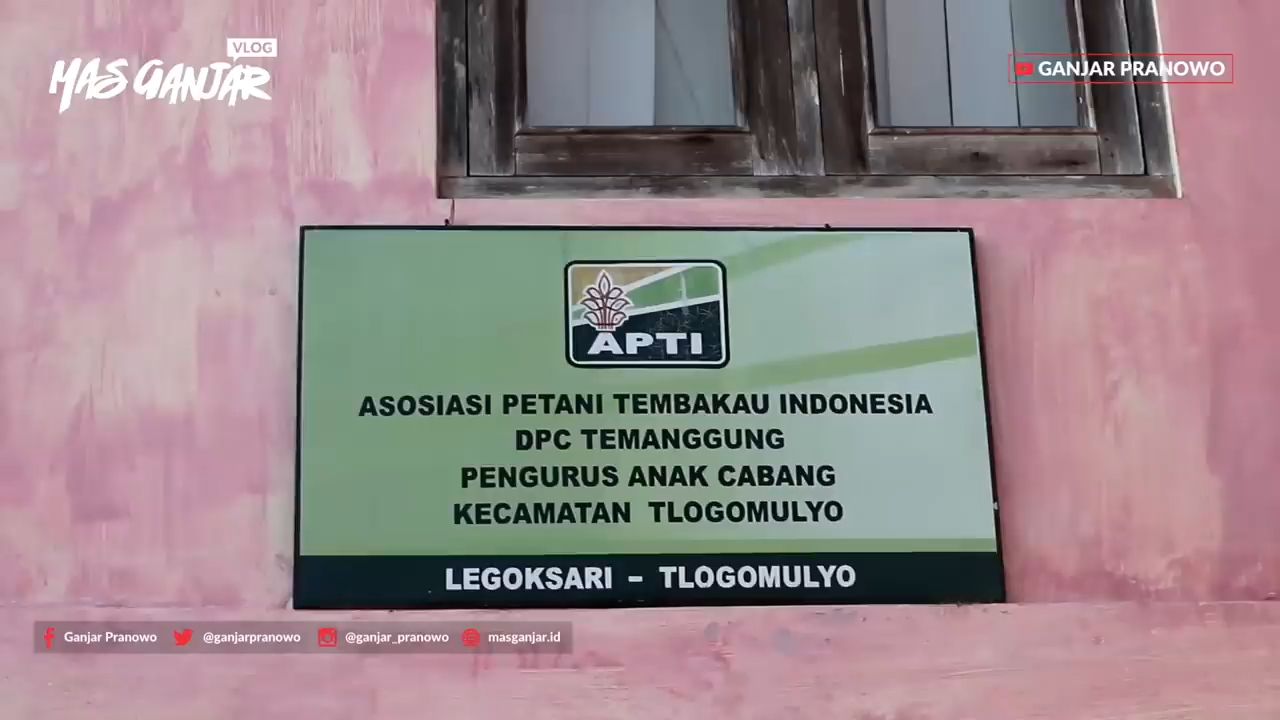 VLOG
MAS GANJAR
GANJAR PRANOWO
APTI
ASOSIASI PETANI TEMBAKAU INDONESIA
DPC TEMANGGUNG
PENGURUS ANAK CABANG
KECAMATAN TLOGOMULYO
LEGOKSARI – TLOGOMULYO
Ganjar Pranowo @ganjarpranowo @ganjar_pranowo masganjar.id